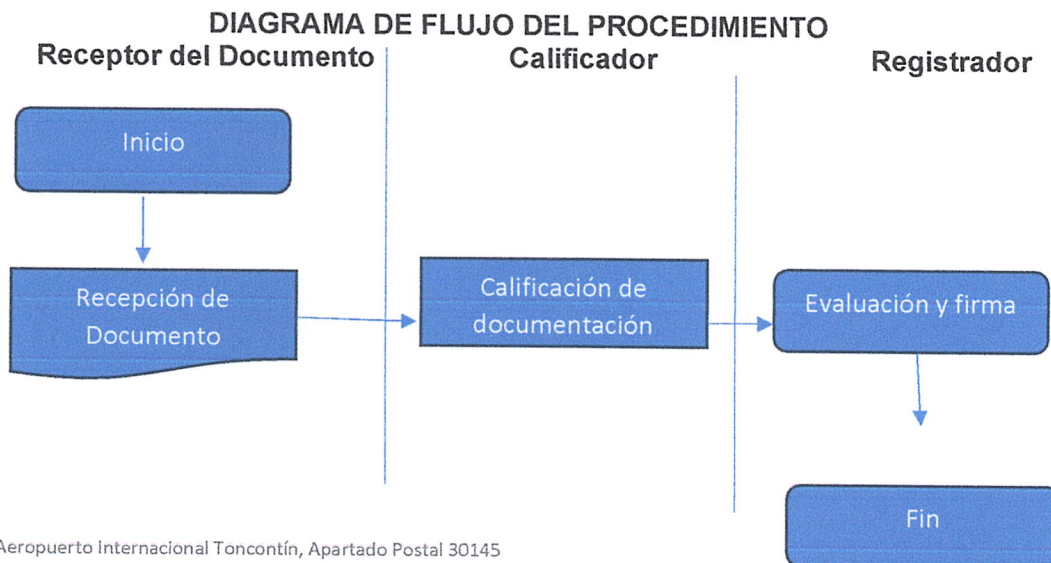 DIAGRAMA DE FLUJO DEL PROCEDIMIENTO
Receptor del Documento
Calificador
Registrador
Inicio
Recepción de
Documento
Calificación de
documentación
Evaluación y firma
Fin
Aeropuerto Internacional Toncontín, Apartado Postal 30145